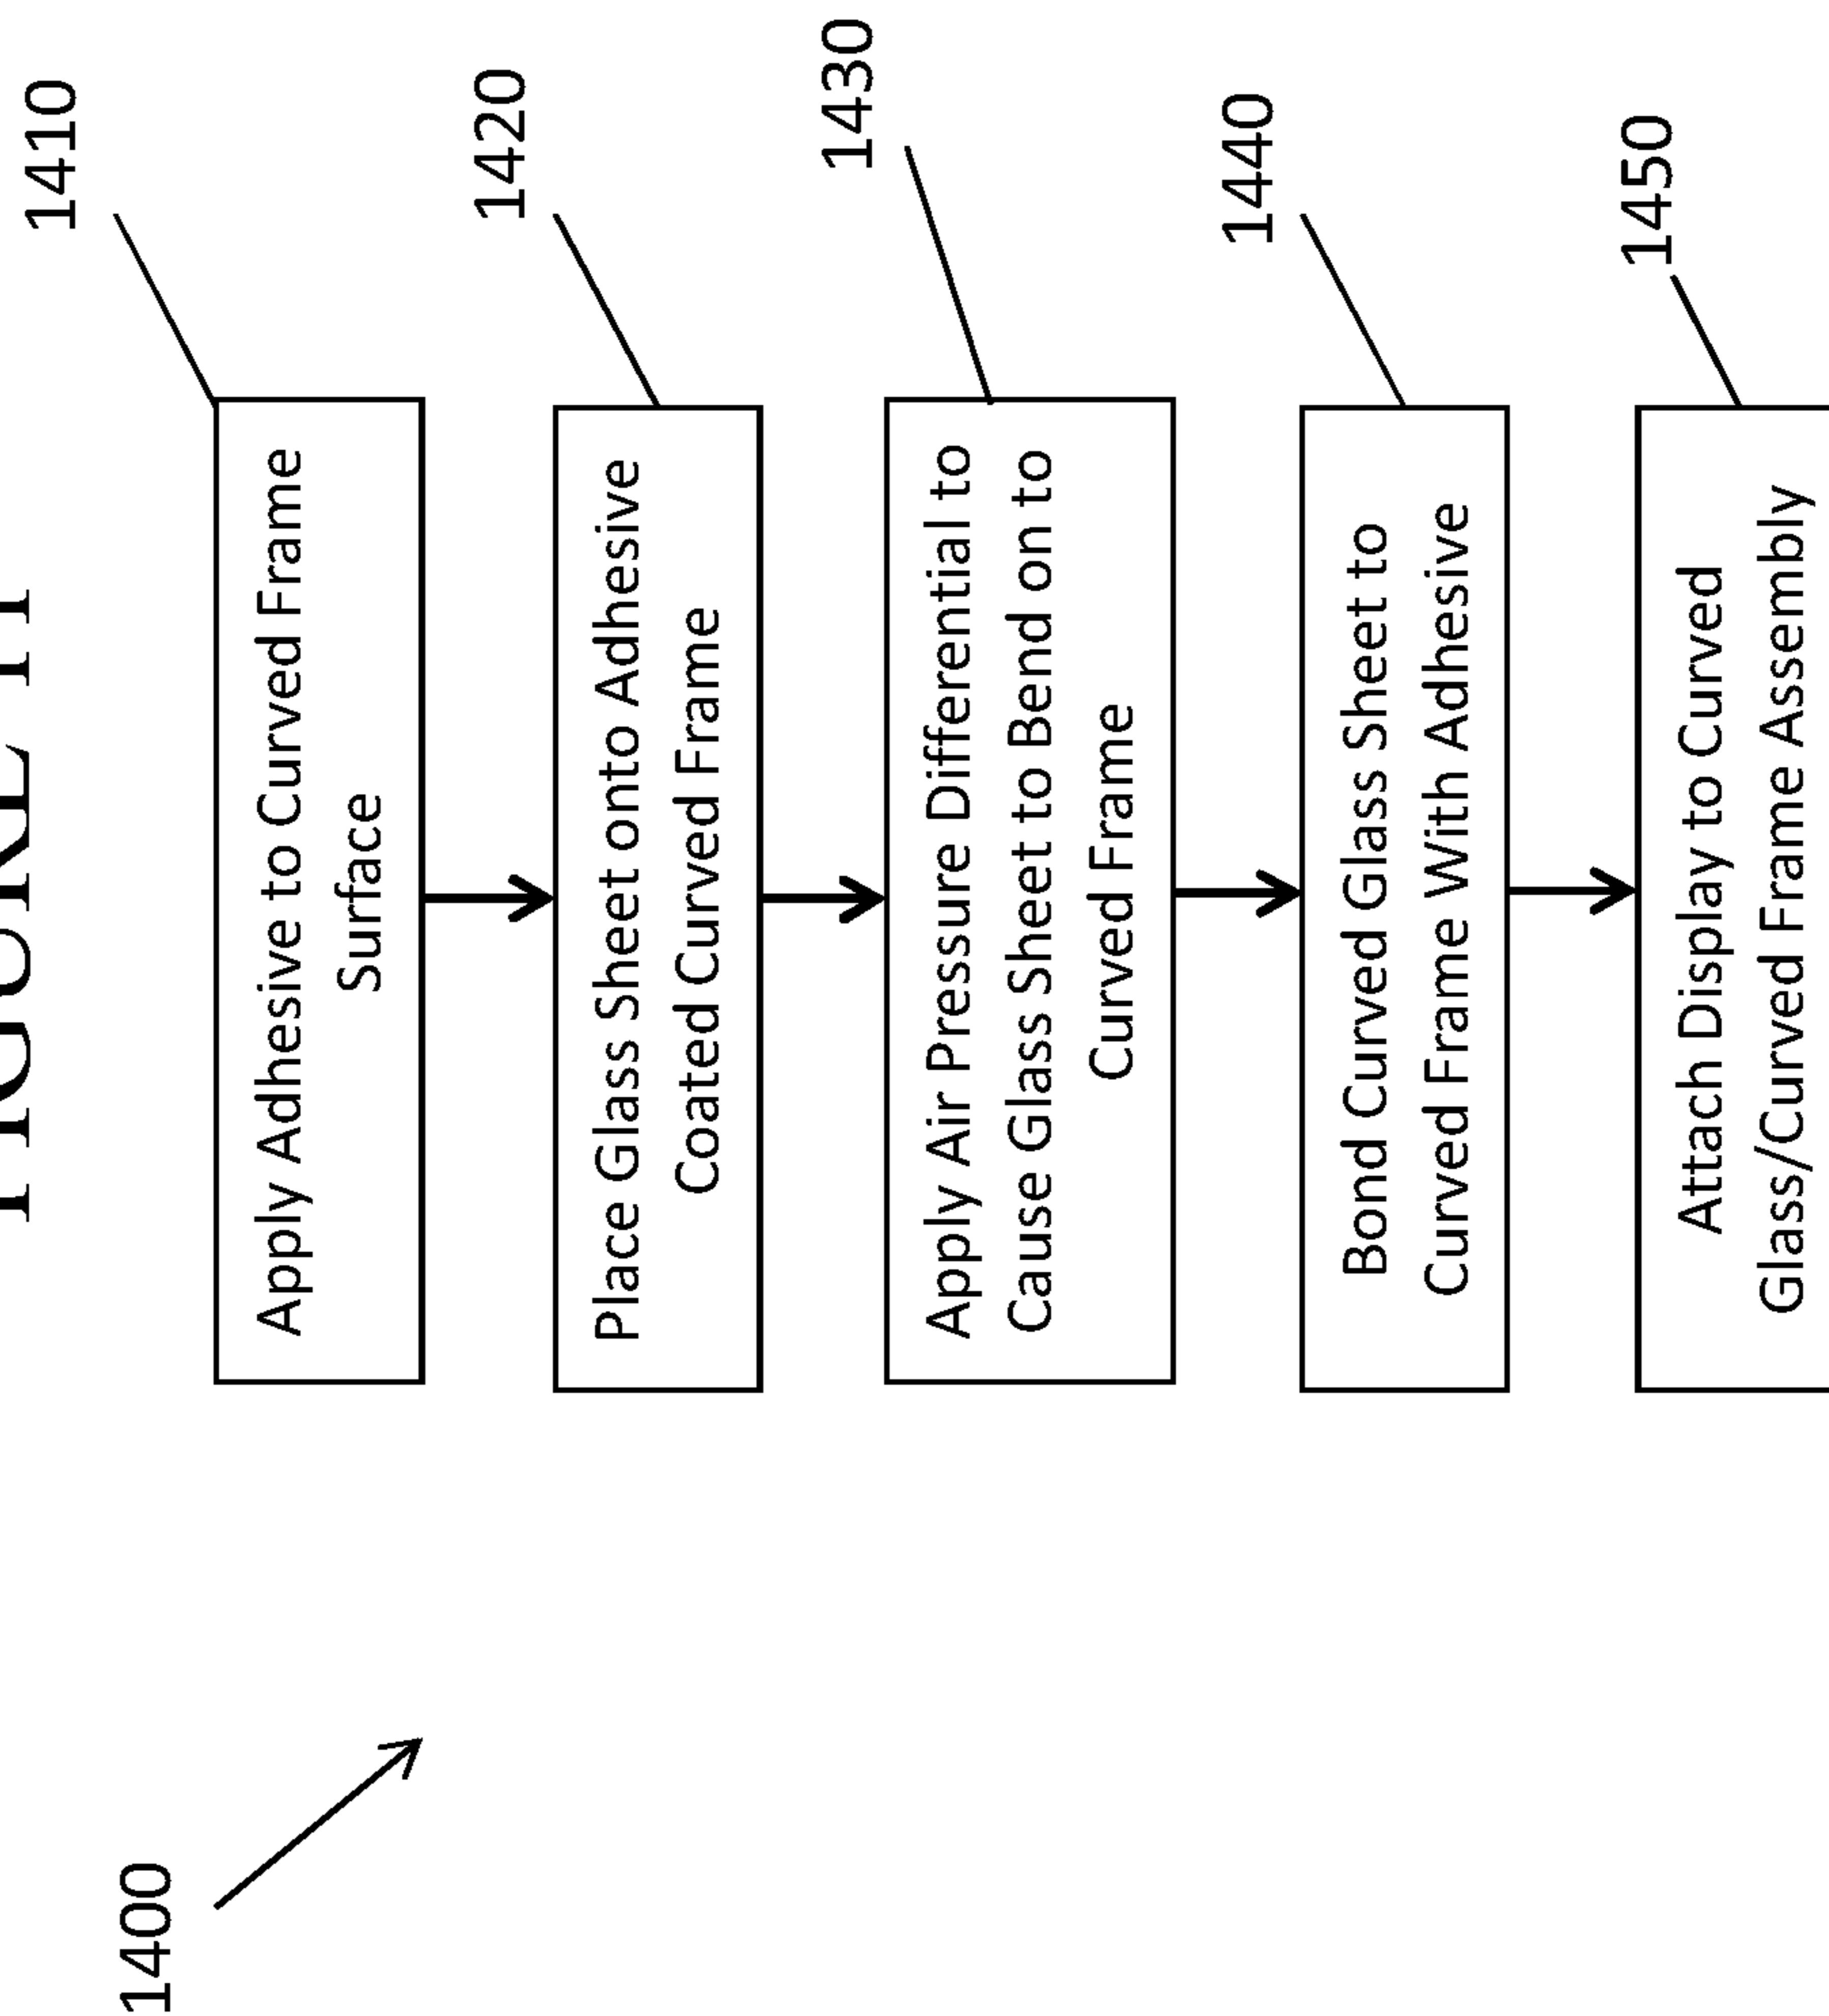 FIGURE
1400
1410
Apply Adhesive to Curved Frame
Surface
1420
Place Glass Sheet onto Adhesive
Coated Curved Frame
1430
Apply Air Pressure Differential to
Cause Glass Sheet to Bend on to
Curved Frame
1440
Bond Curved Glass Sheet to
Curved Frame With Adhesive
1450
Attach Display to Curved
Glass/Curved Frame Assembly